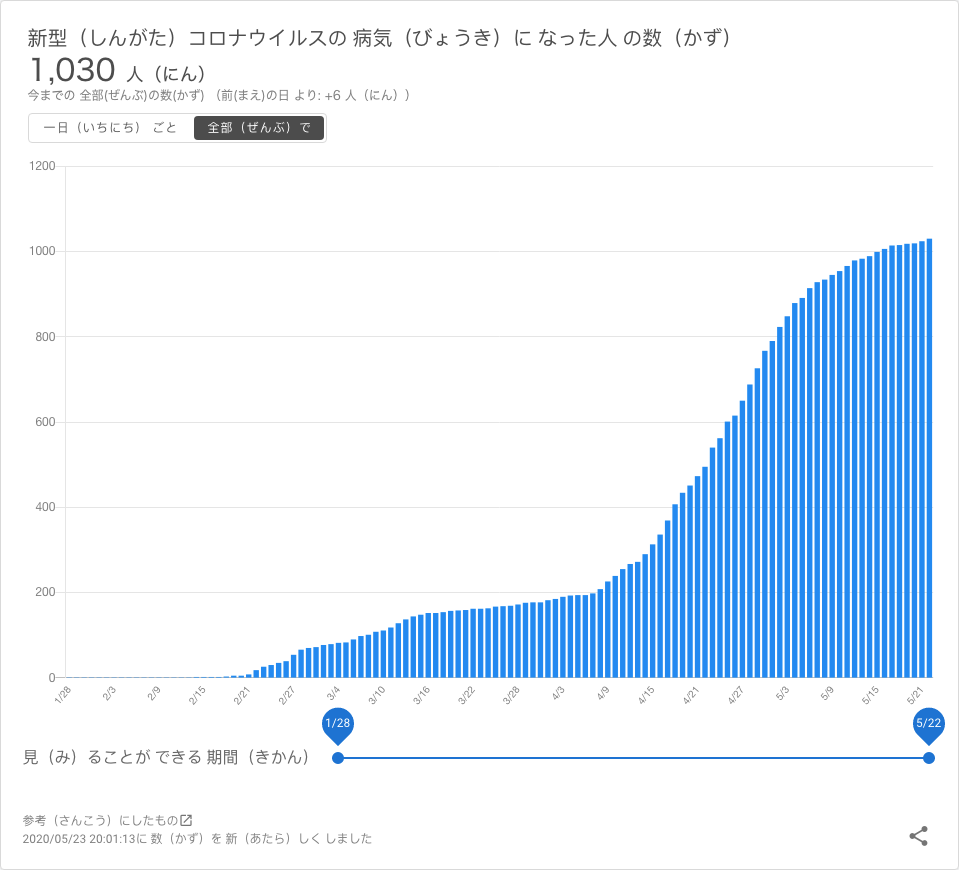 新型（しんがた）コロナウイルスの 病気（びょうき）に なった人 の数（かず）
1,030 人（にん）
今までの 全部(ぜんぶ)の数(かず) （前(まえ)の日 より: +6 人（にん））
一日（いちにち） ごと 全部（ぜんぶ）で
1200
1000
800
600
400
200
0
1/28 2/3 2/9 2/15 2/21 2/27 3/4 3/10 3/16 3/22 3/28 4/3 4/9 4/15 4/21 4/27 5/3 5/9 5/15 5/21
1/28 5/22
見（み）ることが できる 期間（きかん）
参考（さんこう）にしたもの
2020/05/23 20:01:13に 数（かず）を 新（あたら）しく しました